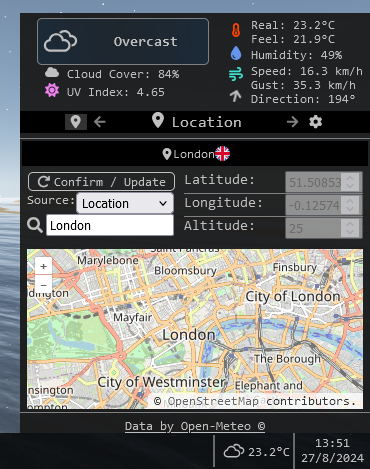 Overcast
Real: 23.2°C
Feel: 21.9°C
Humidity: 49%
Cloud Cover: 84%
UV Index: 4.65
Speed: 16.3 km/h
Gust: 35.3 km/h
Direction: 194°
Location
London
Confirm / Update
Source: Location
London
Latitude: 51.50853
Longitude: -0.12574
Altitude: 25
Marylebone
Bloomsbury
Finsbury
City of London
Mayfair
London
The Borough
City of Westminster
Elephant and
© OpenStreetMap contributors.
Data by Open-Meteo ©
23.2°C
13:51
27/8/2024